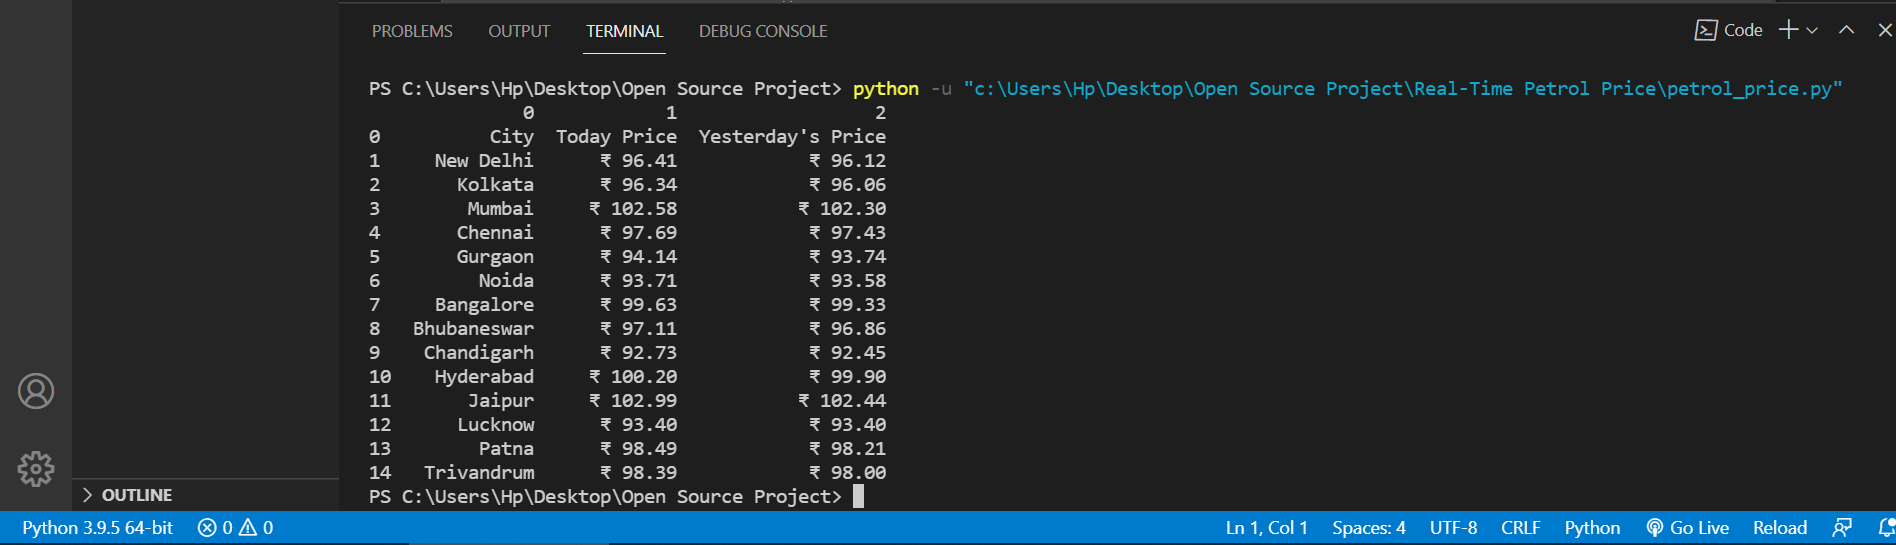 PROBLEMS OUTPUT TERMINAL DEBUG CONSOLE Code
PS C:\Users\Hp\Desktop\Open Source Project> python -u "c:\Users\Hp\Desktop\Open Source Project\Real-Time Petrol Price\petrol_price.py"
0 1 2
0 City Today Price Yesterday's Price
1 New Delhi ₹ 96.41 ₹ 96.12
2 Kolkata ₹ 96.34 ₹ 96.06
3 Mumbai ₹ 102.58 ₹ 102.30
4 Chennai ₹ 97.69 ₹ 97.43
5 Gurgaon ₹ 94.14 ₹ 93.74
6 Noida ₹ 93.71 ₹ 93.58
7 Bangalore ₹ 99.63 ₹ 99.33
8 Bhubaneswar ₹ 97.11 ₹ 96.86
9 Chandigarh ₹ 92.73 ₹ 92.45
10 Hyderabad ₹ 100.20 ₹ 99.90
11 Jaipur ₹ 102.99 ₹ 102.44
12 Lucknow ₹ 93.40 ₹ 93.40
13 Patna ₹ 98.49 ₹ 98.21
14 Trivandrum ₹ 98.39 ₹ 98.00
PS C:\Users\Hp\Desktop\Open Source Project>
OUTLINE
Python 3.9.5 64-bit 0 0 Ln 1, Col 1 Spaces: 4 UTF-8 CRLF Python Go Live Reload